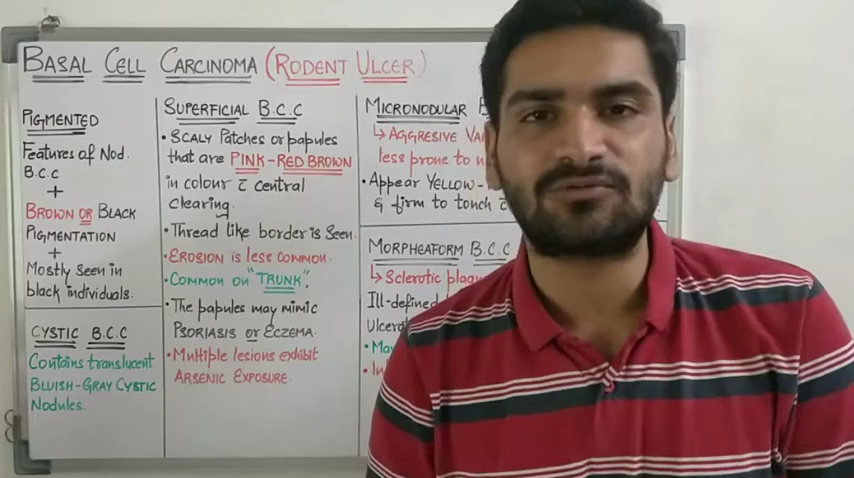 BASAL CELL CARCINOMA (RODENT ULCER)
PIGMENTED
Features of Nod.
B.C.C
+
BROWN OR BLACK
PIGMENTATION
+
Mostly seen in
black individuals.
CYSTIC B.C.C
Contains translucent
BLUISH-GRAY CYSTIC
Nodules.
SUPERFICIAL B.C.C
• SCALY Patches or papules
that are PINK-RED BROWN
in colour c̄ central
clearing.
• Thread like border is seen.
• EROSION is less common.
• Common on "TRUNK".
• The papules may mimic
PSORIASIS or ECZEMA.
• Multiple lesions exhibit
ARSENIC EXPOSURE.
MICRONODULAR
↳ AGGRESIVE
less prone to
• Appear YELLOW-
& firm to touch c̄
MORPHEAFORM B.C.C
↳ Sclerotic
Ill-defined